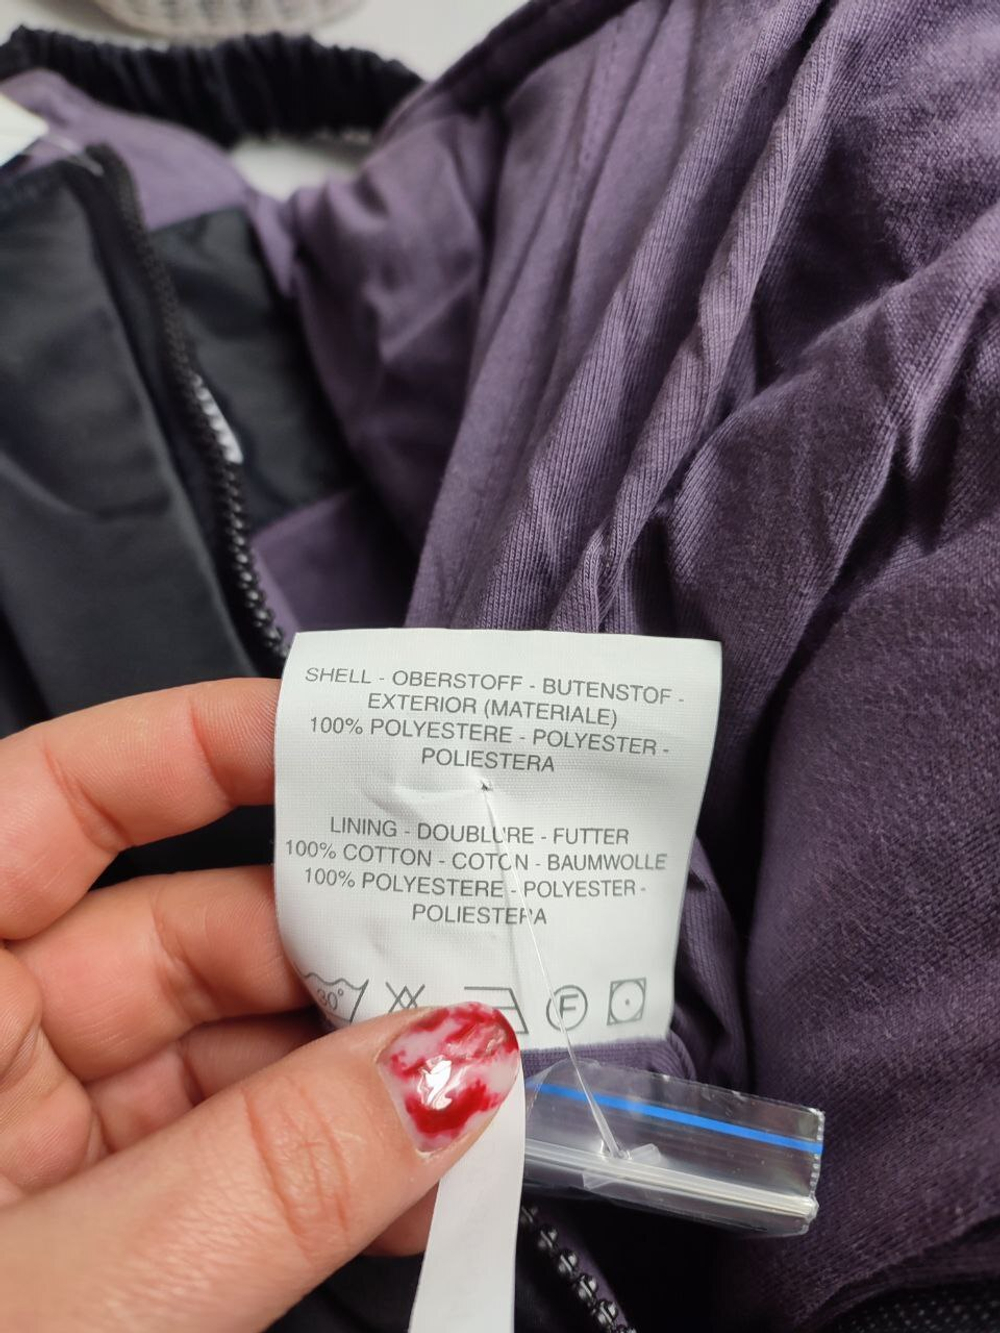 SHELL - OBERSTOFF - BUTENSTOF -
EXTERIOR (MATERIALE)
100% POLYESTERE - POLYESTER -
POLIESTERA
LINING - DOUBLURE - FUTTER
100% COTTON - COTON - BAUMWOLLE
100% POLYESTERE - POLYESTER -
POLIESTERA
30° F